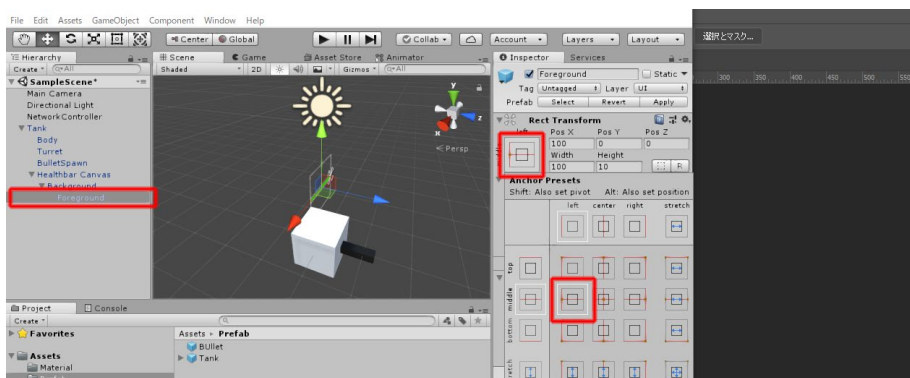 File Edit Assets GameObject Component Window Help
Center Global Collab Account Layers Layout
選択とマスク...
Hierarchy Scene Game Asset Store Animator Inspector Services
Create All Shaded 2D Gizmos All Foreground Static
300 350 400 450 500 550
SampleScene* Tag Untagged Layer UI
Main Camera
Directional Light Prefab Select Revert Apply
NetworkController
Tank y Rect Transform
Body z left Pos X Pos Y Pos Z
Turret x 100 0 0
BulletSpawn Persp middle Width Height
Healthbar Canvas 100 10 R
Background Anchor Presets
Foreground Shift: Also set pivot Alt: Also set position
left center right stretch
top
middle
Project Console
Create bottom
Favorites Assets Prefab
BUllet
Assets Tank
Material